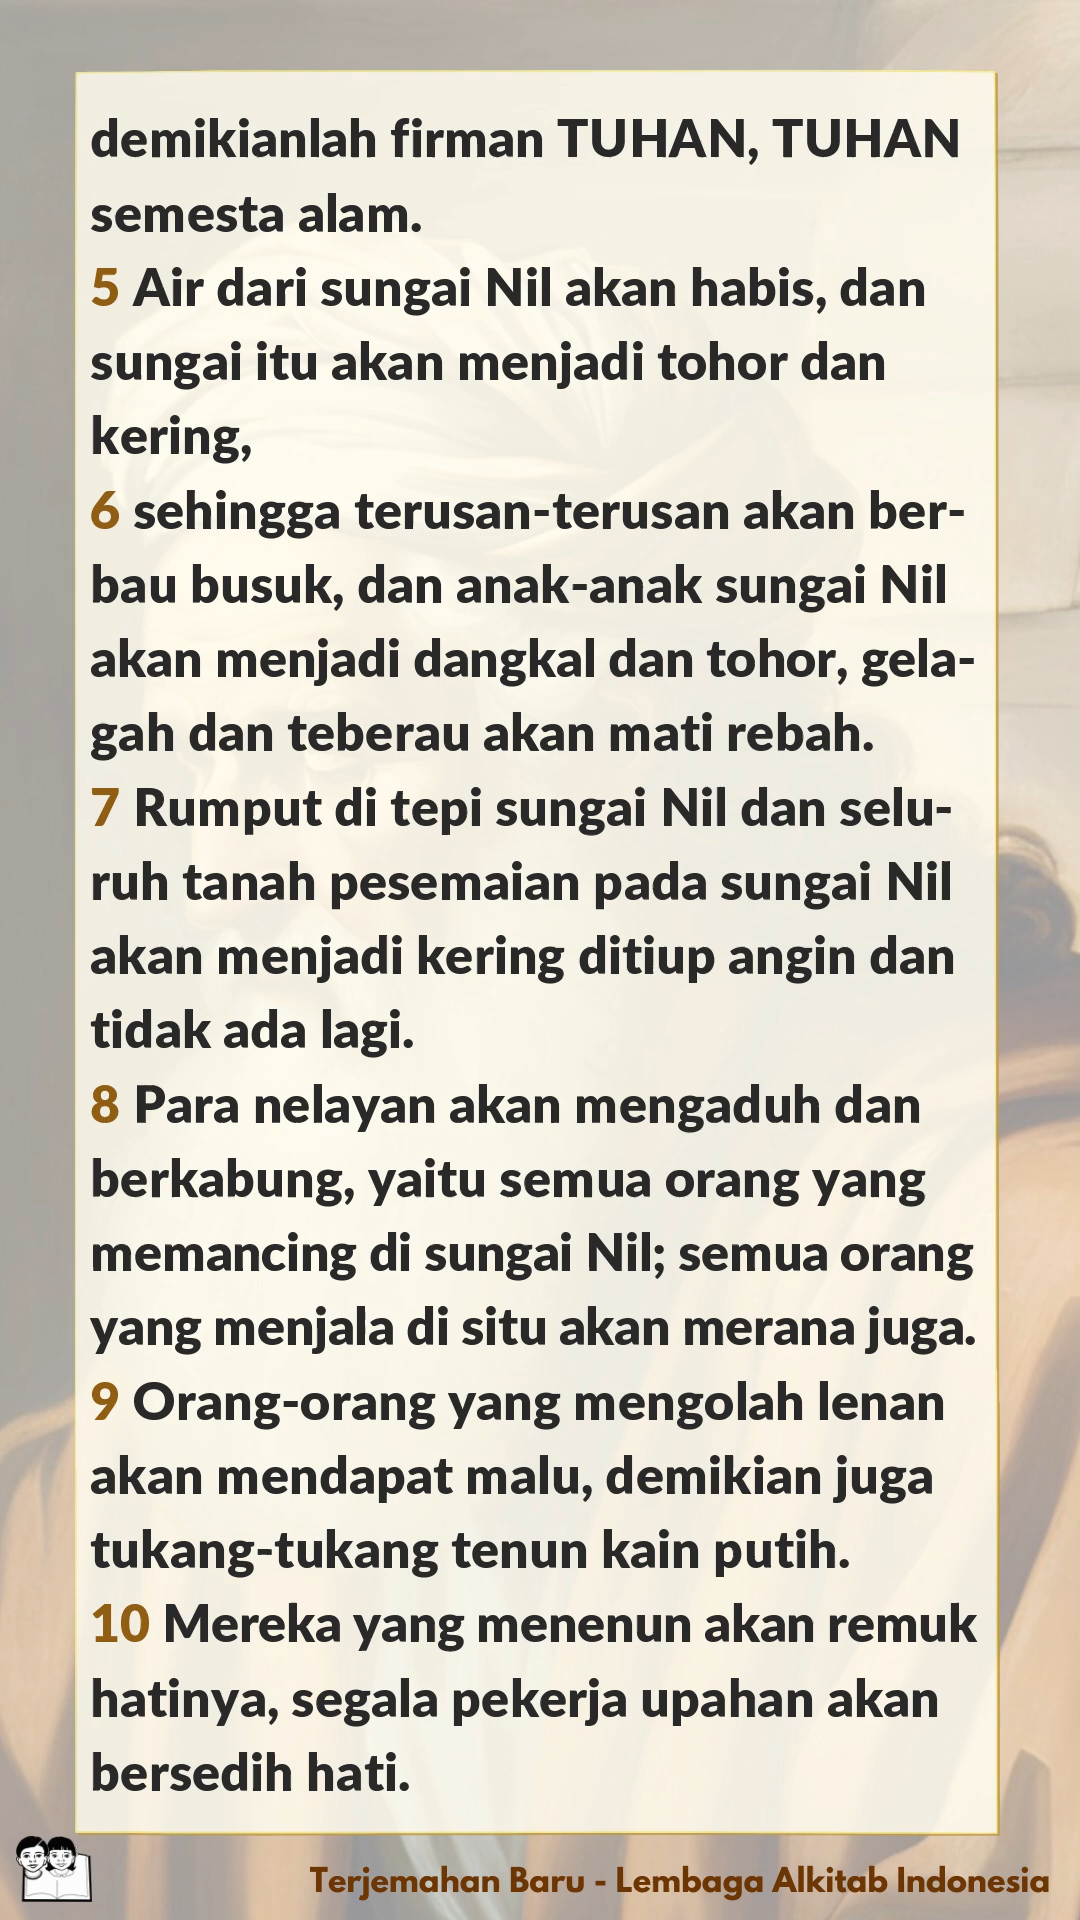 demikianlah firman TUHAN, TUHAN
semesta alam.
5 Air dari sungai Nil akan habis, dan
sungai itu akan menjadi tohor dan
kering,
6 sehingga terusan-terusan akan ber-
bau busuk, dan anak-anak sungai Nil
akan menjadi dangkal dan tohor, gela-
gah dan teberau akan mati rebah.
7 Rumput di tepi sungai Nil dan selu-
ruh tanah pesemaian pada sungai Nil
akan menjadi kering ditiup angin dan
tidak ada lagi.
8 Para nelayan akan mengaduh dan
berkabung, yaitu semua orang yang
memancing di sungai Nil; semua orang
yang menjala di situ akan merana juga.
9 Orang-orang yang mengolah lenan
akan mendapat malu, demikian juga
tukang-tukang tenun kain putih.
10 Mereka yang menenun akan remuk
hatinya, segala pekerja upahan akan
bersedih hati.
Terjemahan Baru - Lembaga Alkitab Indonesia